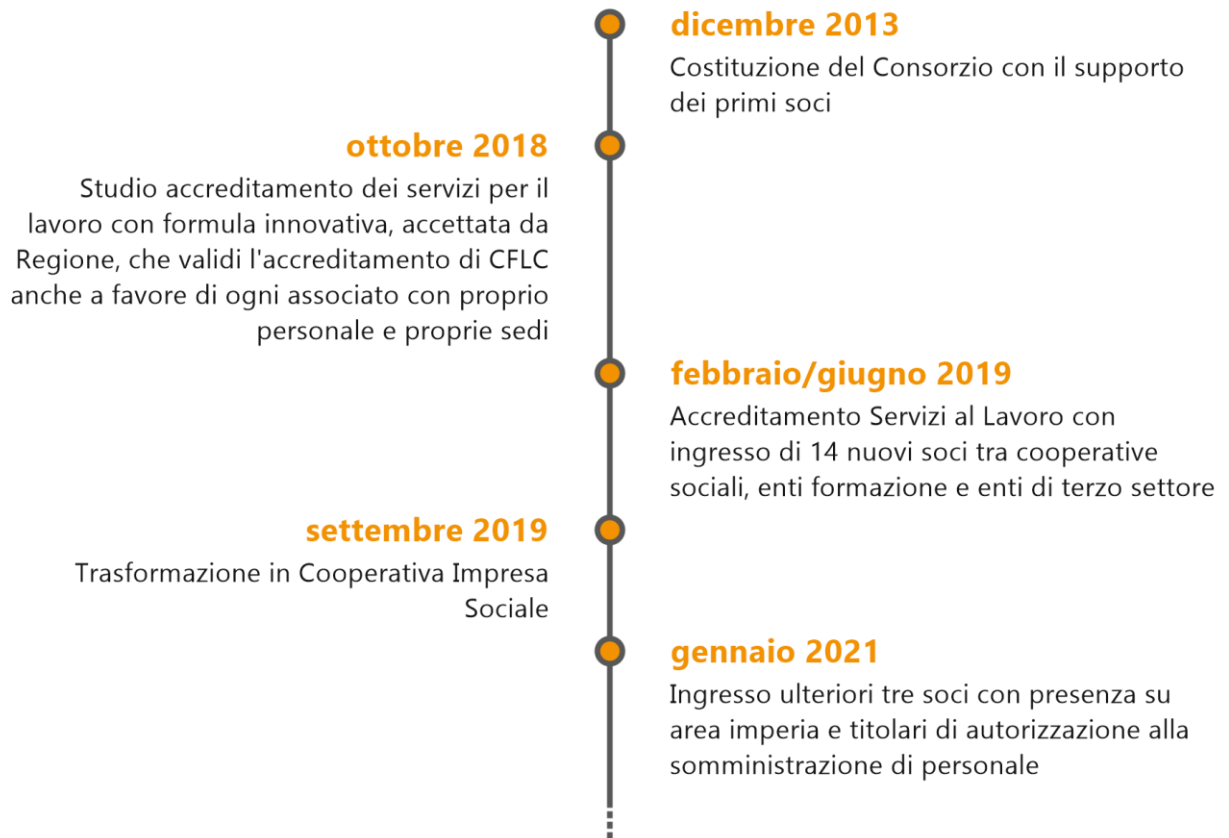 dicembre 2013
Costituzione del Consorzio con il supporto
dei primi soci
ottobre 2018
Studio accreditamento dei servizi per il
lavoro con formula innovativa, accettata da
Regione, che validi l'accreditamento di CFLC
anche a favore di ogni associato con proprio
personale e proprie sedi
febbraio/giugno 2019
Accreditamento Servizi al Lavoro con
ingresso di 14 nuovi soci tra cooperative
sociali, enti formazione e enti di terzo settore
settembre 2019
Trasformazione in Cooperativa Impresa
Sociale
gennaio 2021
Ingresso ulteriori tre soci con presenza su
area imperia e titolari di autorizzazione alla
somministrazione di personale